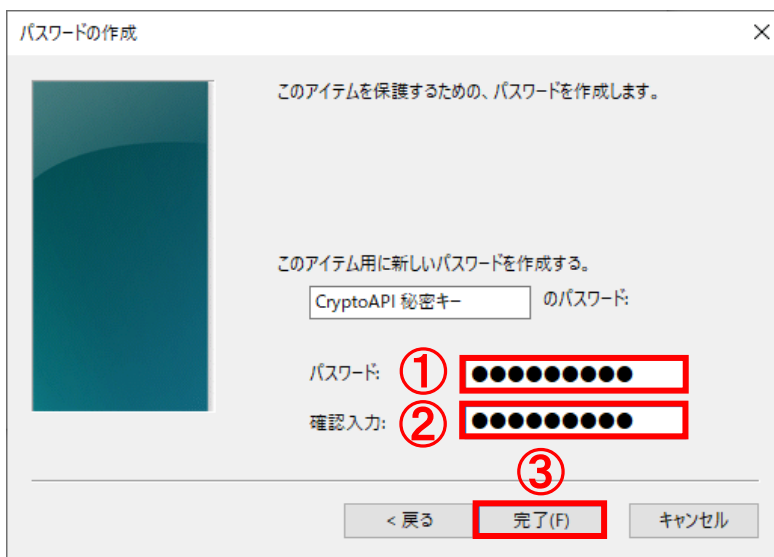 パスワードの作成
このアイテムを保護するための、パスワードを作成します。
このアイテム用に新しいパスワードを作成する。
CryptoAPI 秘密キー のパスワード:
パスワード: ① ●●●●●●●●●
確認入力: ② ●●●●●●●●●
③
< 戻る 完了(F) キャンセル